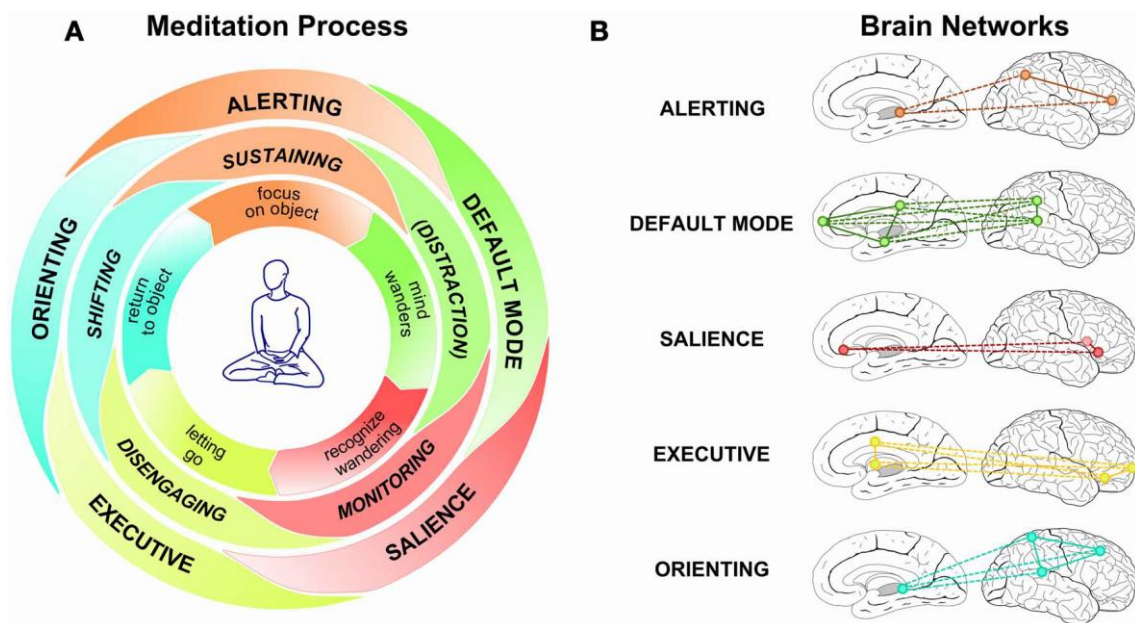 A Meditation Process
ALERTING
SUSTAINING
focus
on object
DEFAULT MODE
(DISTRACTION)
mind
wanders
SALIENCE
MONITORING
recognize
wandering
EXECUTIVE
DISENGAGING
letting
go
ORIENTING
SHIFTING
return
to object
B Brain Networks
ALERTING
DEFAULT MODE
SALIENCE
EXECUTIVE
ORIENTING